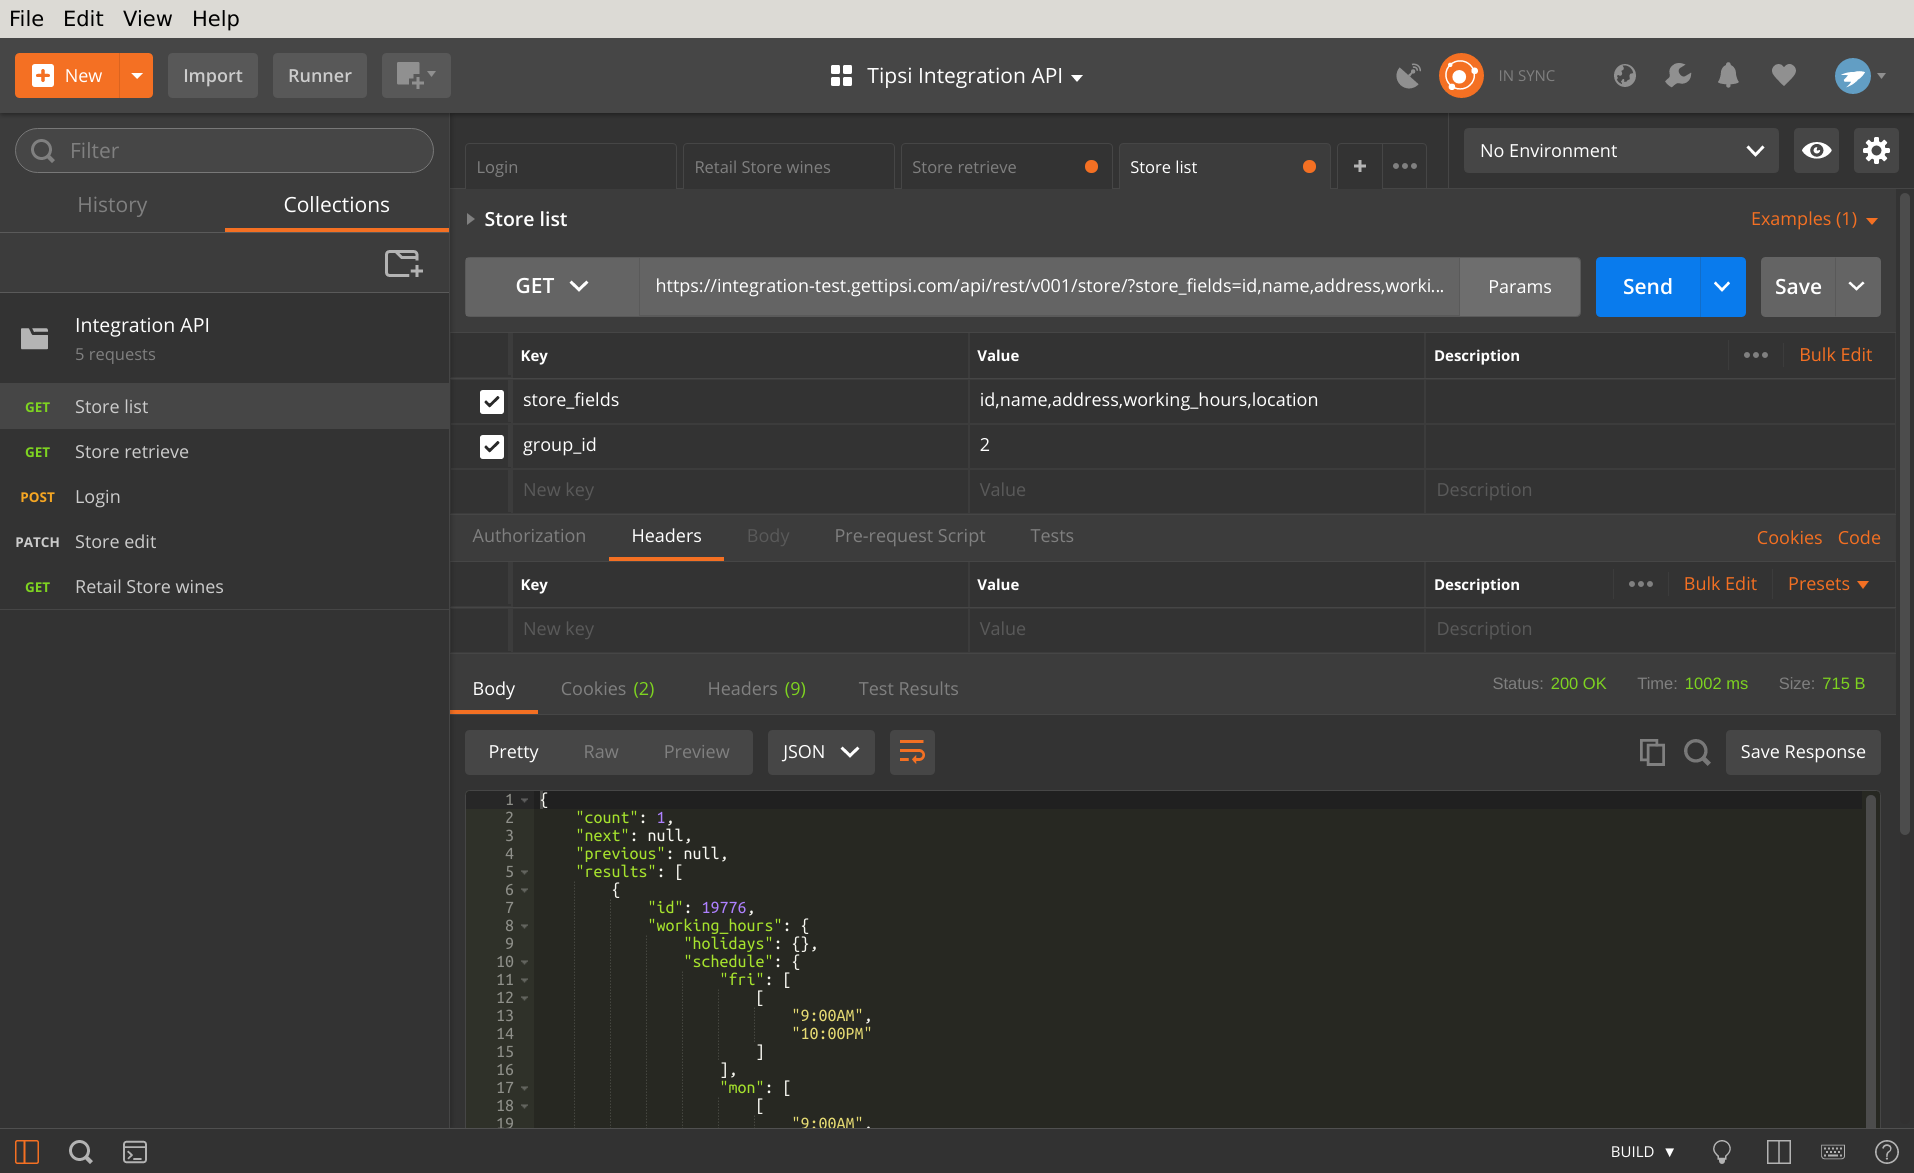 File Edit View Help
New Import Runner
Tipsi Integration API
IN SYNC
Filter
History Collections
Integration API
5 requests
GET Store list
GET Store retrieve
POST Login
PATCH Store edit
GET Retail Store wines
Login Retail Store wines Store retrieve Store list + •••
No Environment
Store list
Examples (1)
GET https://integration-test.gettipsi.com/api/rest/v001/store/?store_fields=id,name,address,worki... Params Send Save
Key Value Description ••• Bulk Edit
store_fields id,name,address,working_hours,location
group_id 2
New key Value Description
Authorization Headers Body Pre-request Script Tests Cookies Code
Key Value Description ••• Bulk Edit Presets
New key Value Description
Body Cookies (2) Headers (9) Test Results Status: 200 OK Time: 1002 ms Size: 715 B
Pretty Raw Preview JSON Save Response
1 {
2 "count": 1,
3 "next": null,
4 "previous": null,
5 "results": [
6 {
7 "id": 19776,
8 "working_hours": {
9 "holidays": {},
10 "schedule": {
11 "fri": [
12 [
13 "9:00AM",
14 "10:00PM"
15 ]
16 ],
17 "mon": [
18 [
19 "9:00AM",
BUILD